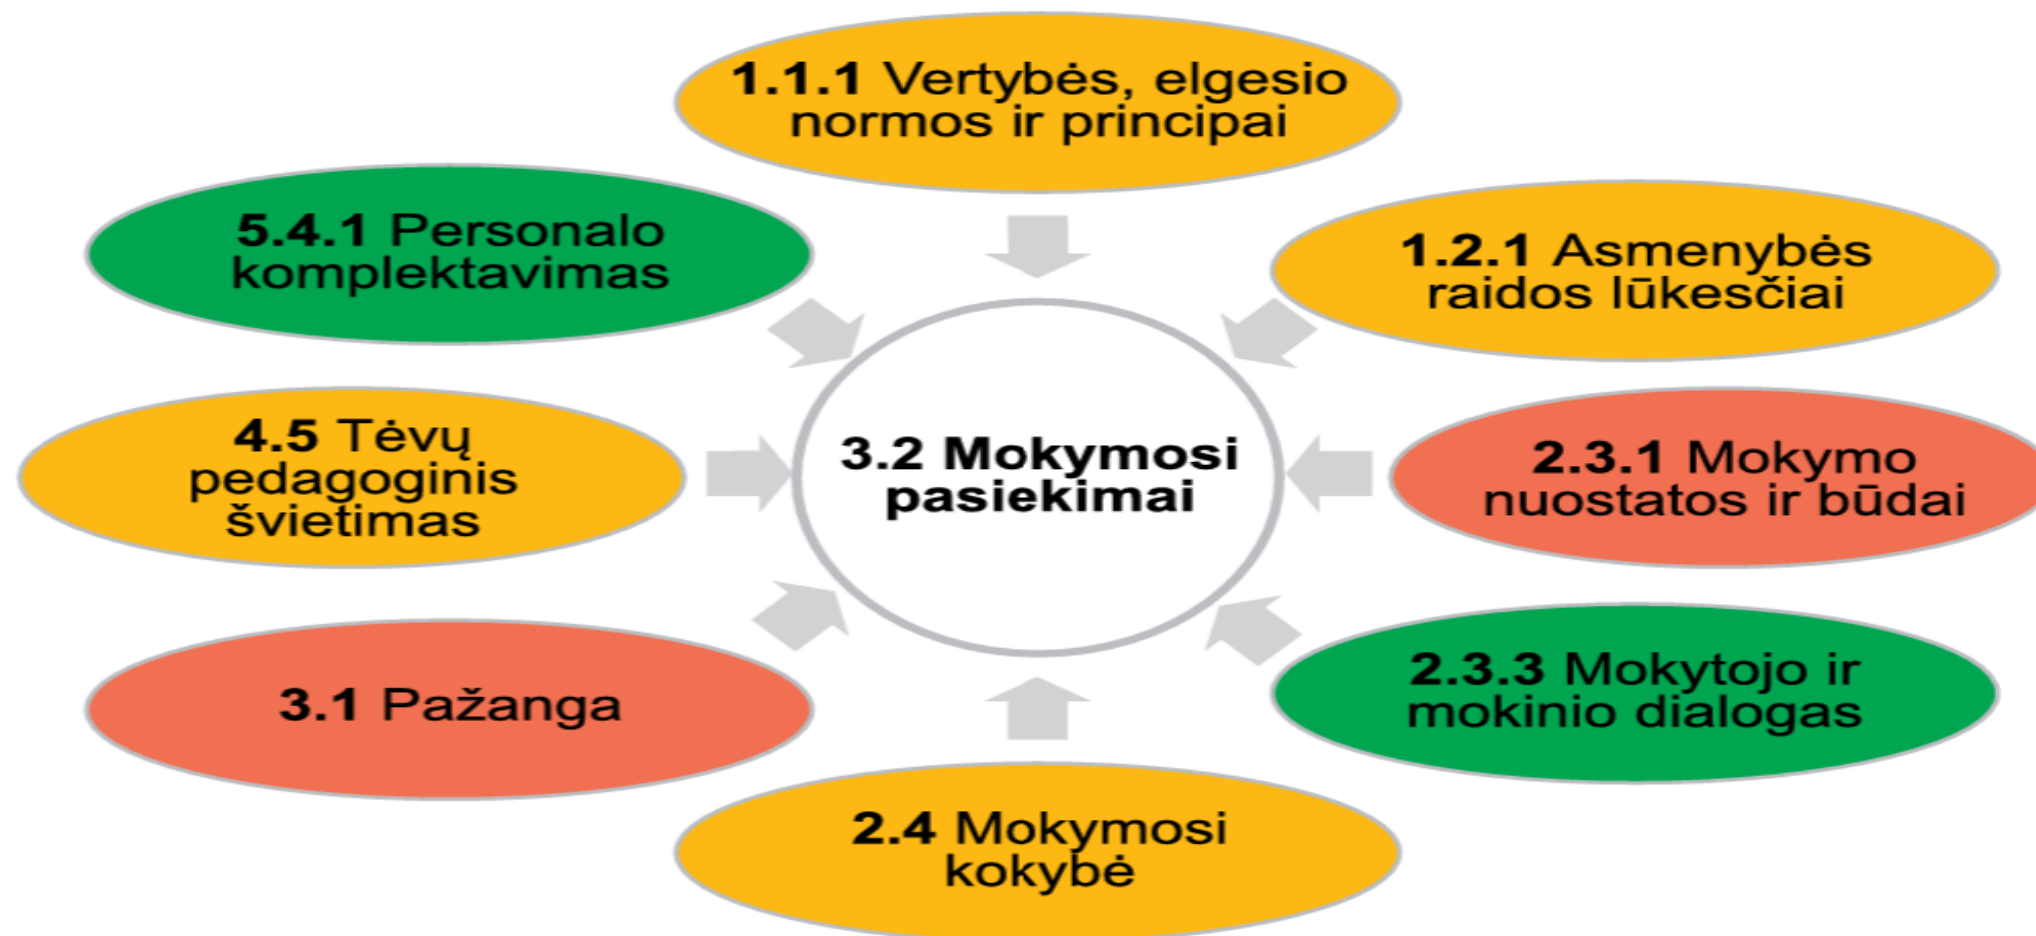 1.1.1 Vertybės, elgesio
normos ir principai
5.4.1 Personalo
komplektavimas
1.2.1 Asmenybės
raidos lūkesčiai
4.5 Tėvų
pedagoginis
švietimas
3.2 Mokymosi
pasiekimai
2.3.1 Mokymo
nuostatos ir būdai
3.1 Pažanga
2.3.3 Mokytojo ir
mokinio dialogas
2.4 Mokymosi
kokybė